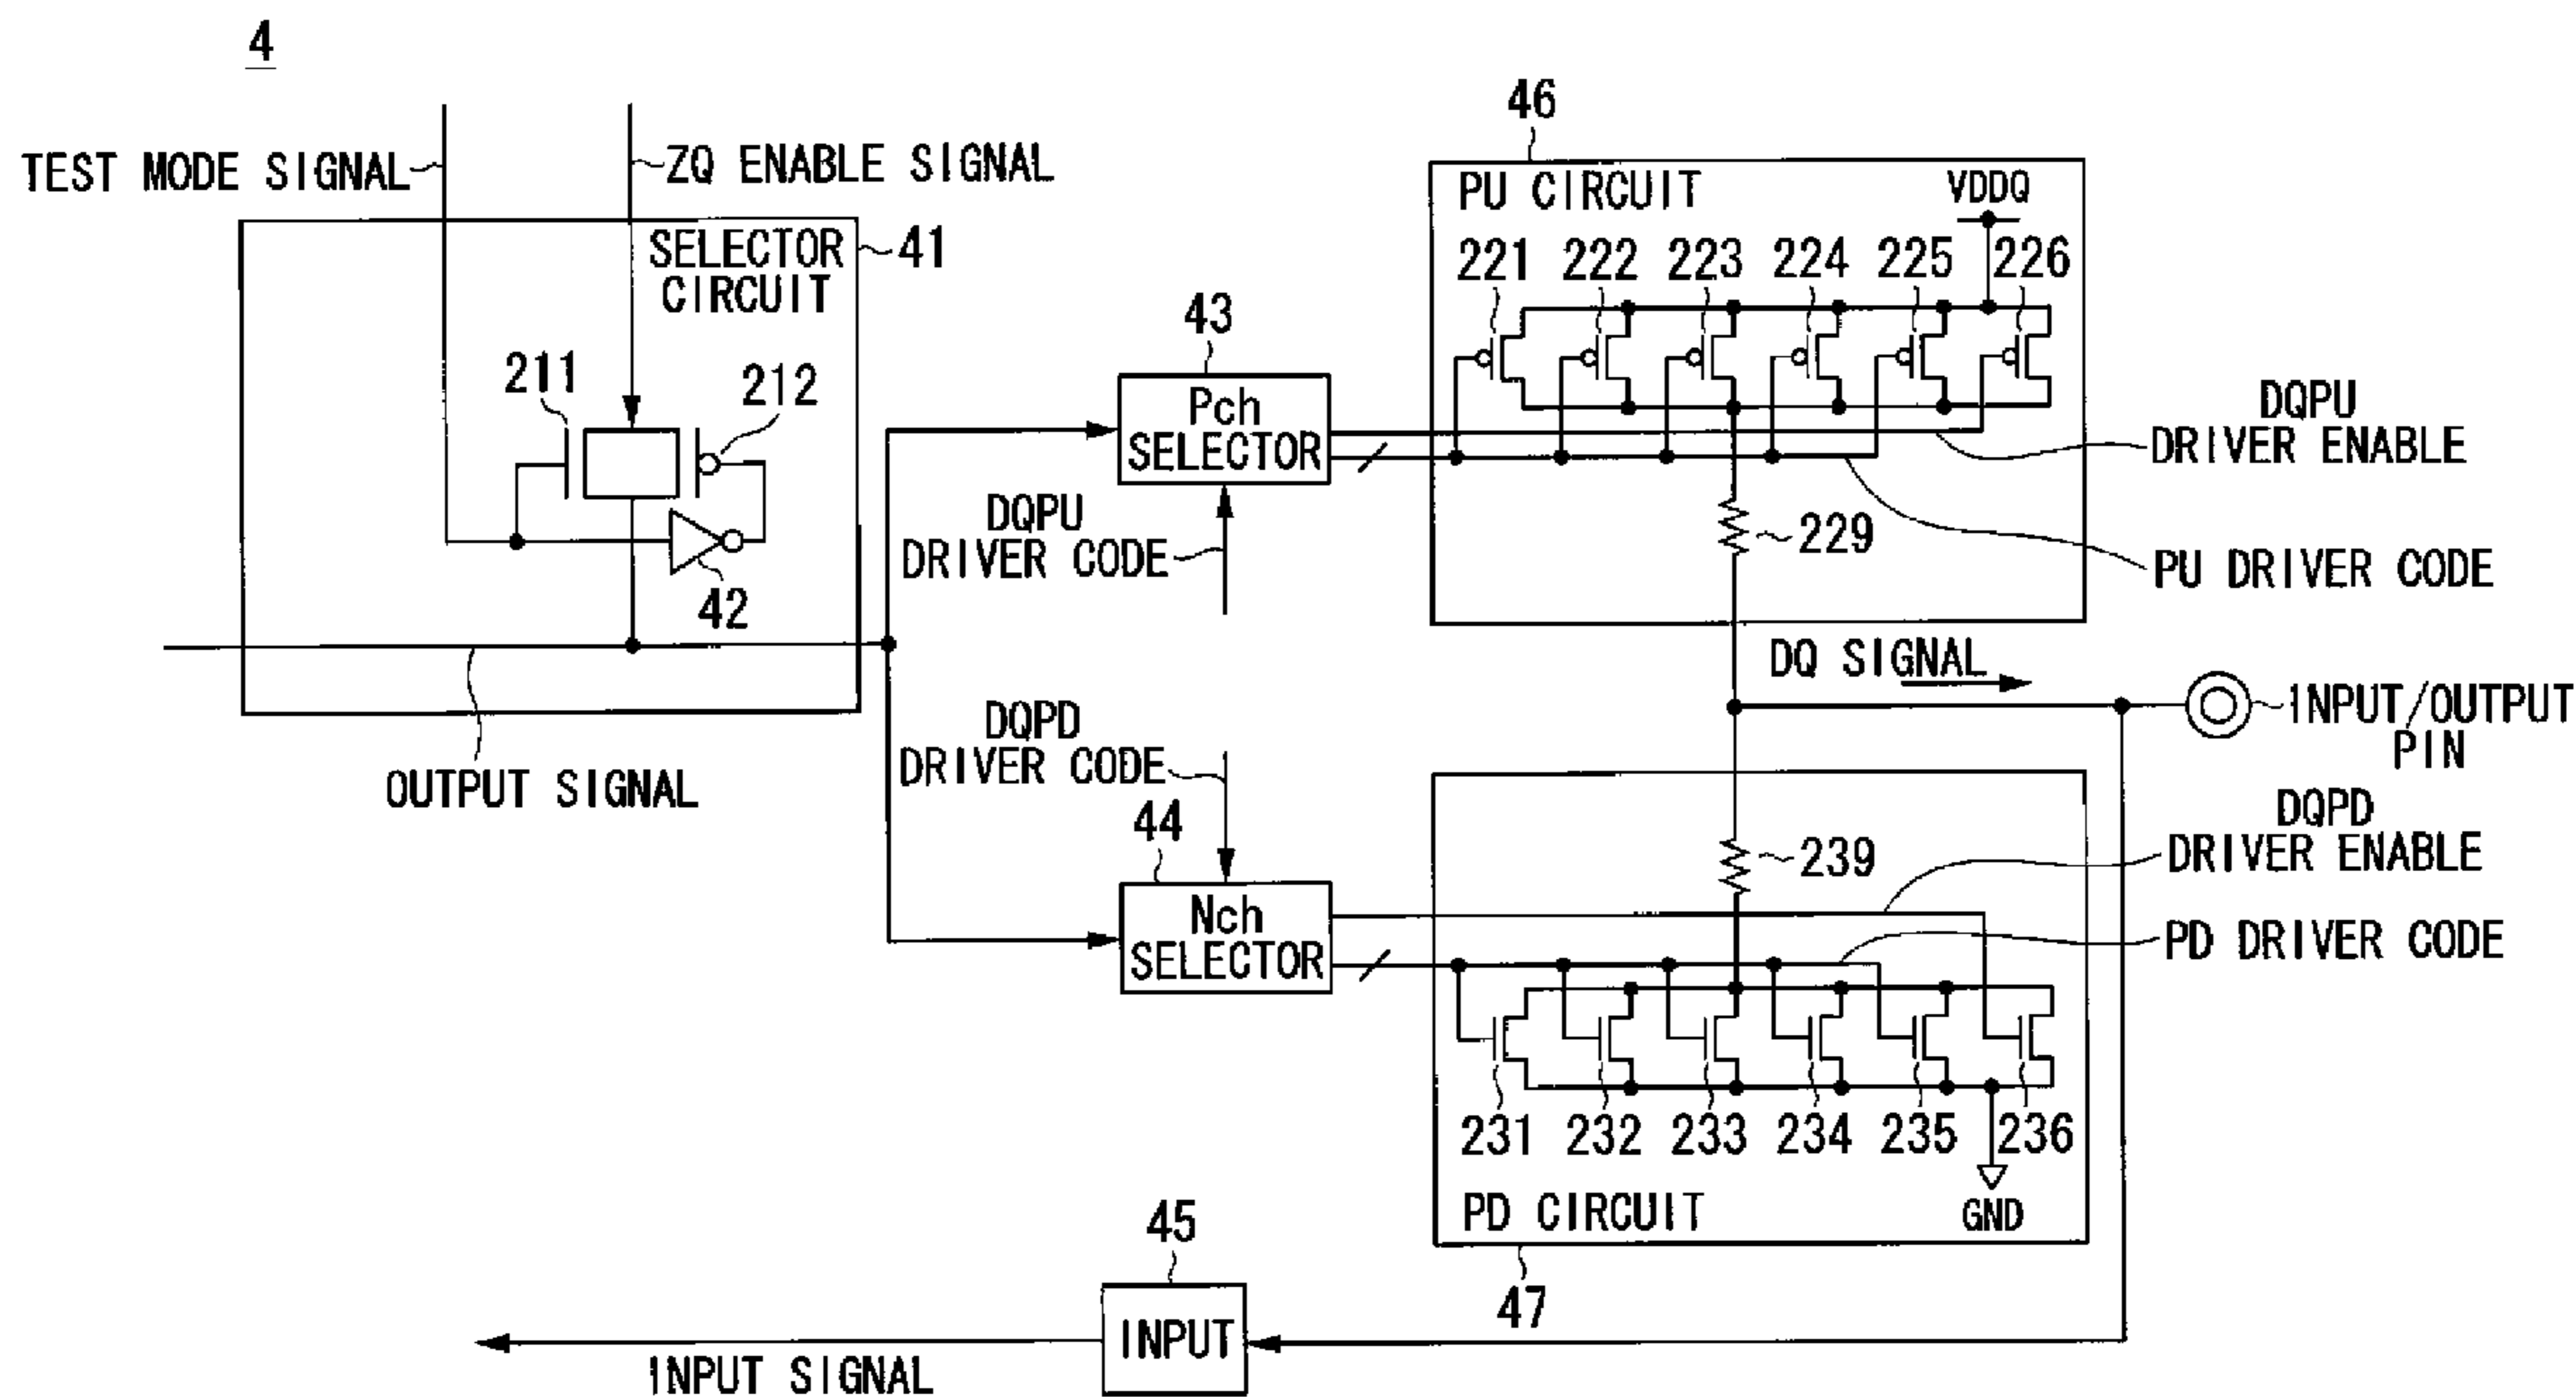 4
TEST MODE SIGNAL
ZQ ENABLE SIGNAL
SELECTOR
CIRCUIT
41
211
212
42
OUTPUT SIGNAL
43
Pch
SELECTOR
DQPU
DRIVER CODE
DQPD
DRIVER CODE
44
Nch
SELECTOR
46
PU CIRCUIT
VDDQ
221 222 223 224 225 226
229
DQPU
DRIVER ENABLE
PU DRIVER CODE
DQ SIGNAL
INPUT/OUTPUT
PIN
239
DQPD
DRIVER ENABLE
PD DRIVER CODE
231 232 233 234 235 236
PD CIRCUIT
GND
47
45
INPUT
INPUT SIGNAL